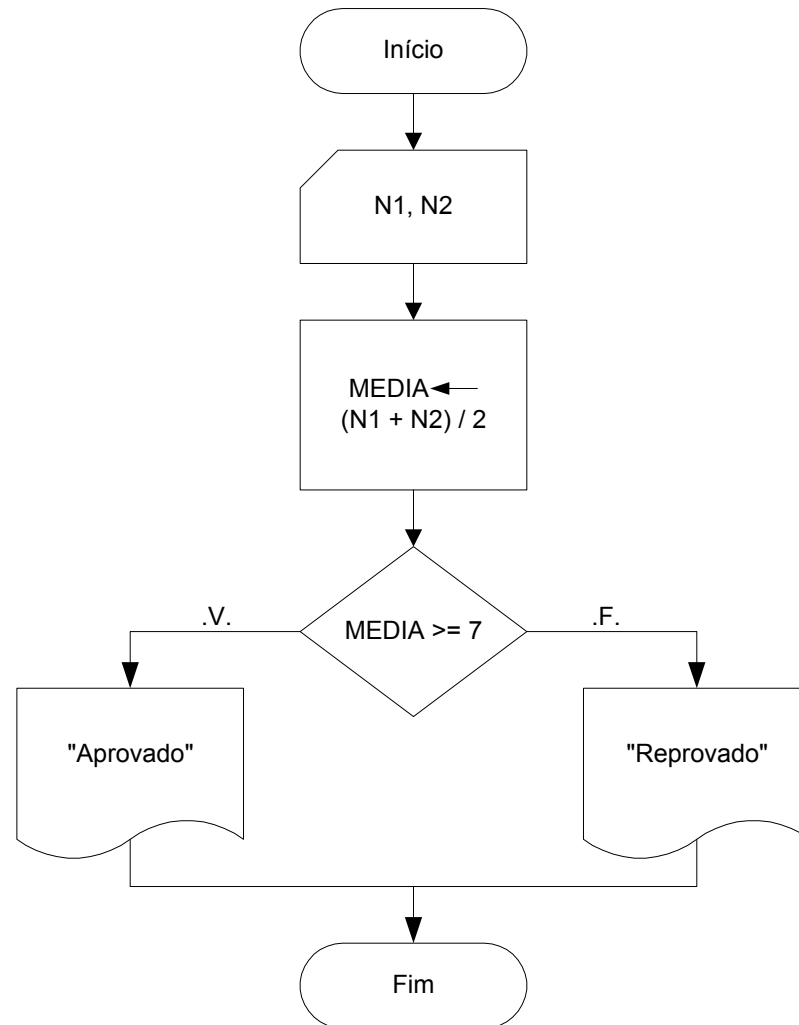 Início
N1, N2
MEDIA
(N1 + N2) / 2
MEDIA >= 7
.V.
.F.
"Aprovado"
"Reprovado"
Fim